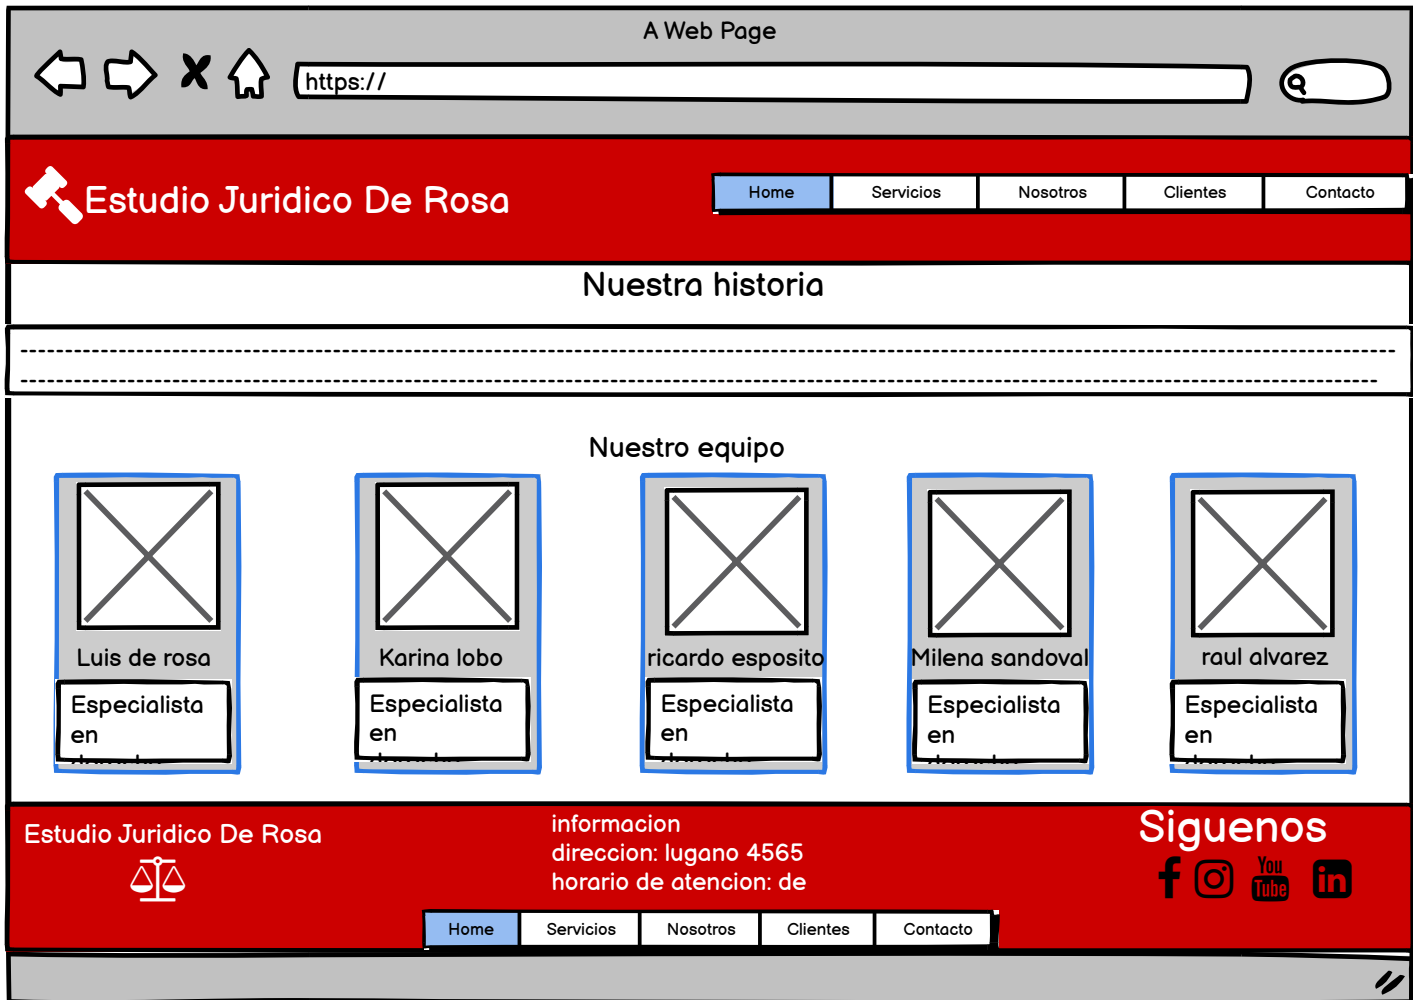 A Web Page
https://
Estudio Juridico De Rosa
Home Servicios Nosotros Clientes Contacto
Nuestra historia
Nuestro equipo
Luis de rosa
Especialista
en
Karina lobo
Especialista
en
ricardo esposito
Especialista
en
Milena sandoval
Especialista
en
raul alvarez
Especialista
en
Estudio Juridico De Rosa
informacion
direccion: lugano 4565
horario de atencion: de
Siguenos
You
Tube
in
Home Servicios Nosotros Clientes Contacto